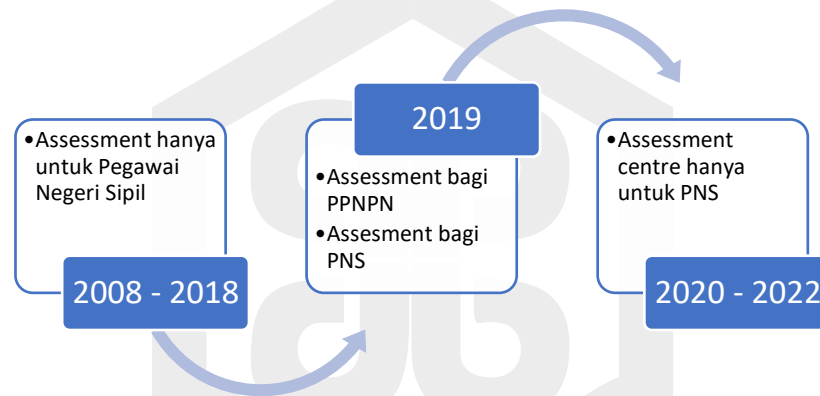 •Assessment hanya
untuk Pegawai
Negeri Sipil
2008 - 2018
2019
•Assessment bagi
PPNPN
•Assesment bagi
PNS
•Assessment
centre hanya
untuk PNS
2020 - 2022